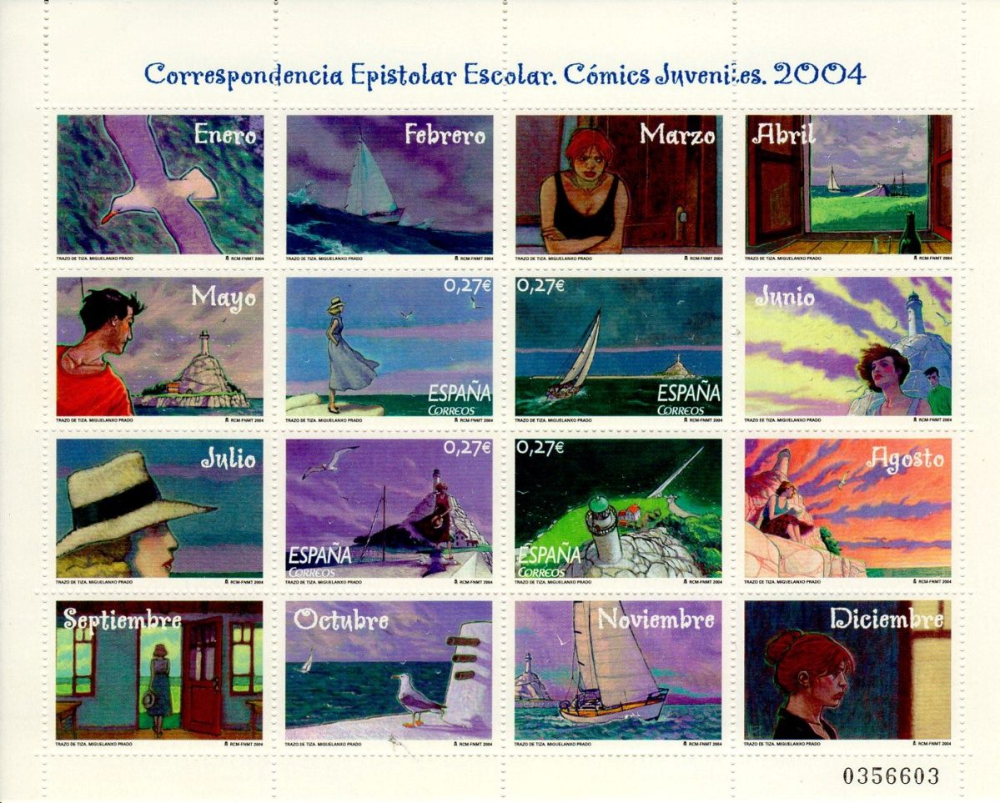 Correspondencia Epistolar Escolar. Cómics Juveniles. 2004
Enero
TRAZO DE TIZA. MIGUELANXO PRADO
RCM-FNMT 2004
Febrero
TRAZO DE TIZA. MIGUELANXO PRADO
RCM-FNMT 2004
Marzo
TRAZO DE TIZA. MIGUELANXO PRADO
RCM-FNMT 2004
Abril
TRAZO DE TIZA. MIGUELANXO PRADO
RCM-FNMT 2004
Mayo
TRAZO DE TIZA. MIGUELANXO PRADO
RCM-FNMT 2004
0,27€
ESPAÑA
CORREOS
TRAZO DE TIZA. MIGUELANXO PRADO
RCM-FNMT 2004
0,27€
ESPAÑA
CORREOS
TRAZO DE TIZA. MIGUELANXO PRADO
RCM-FNMT 2004
Junio
TRAZO DE TIZA. MIGUELANXO PRADO
RCM-FNMT 2004
Julio
TRAZO DE TIZA. MIGUELANXO PRADO
RCM-FNMT 2004
0,27€
ESPAÑA
CORREOS
TRAZO DE TIZA. MIGUELANXO PRADO
RCM-FNMT 2004
0,27€
ESPAÑA
CORREOS
TRAZO DE TIZA. MIGUELANXO PRADO
RCM-FNMT 2004
Agosto
TRAZO DE TIZA. MIGUELANXO PRADO
RCM-FNMT 2004
Septiembre
TRAZO DE TIZA. MIGUELANXO PRADO
RCM-FNMT 2004
Octubre
TRAZO DE TIZA. MIGUELANXO PRADO
RCM-FNMT 2004
Noviembre
TRAZO DE TIZA. MIGUELANXO PRADO
RCM-FNMT 2004
Diciembre
TRAZO DE TIZA. MIGUELANXO PRADO
RCM-FNMT 2004
0356603